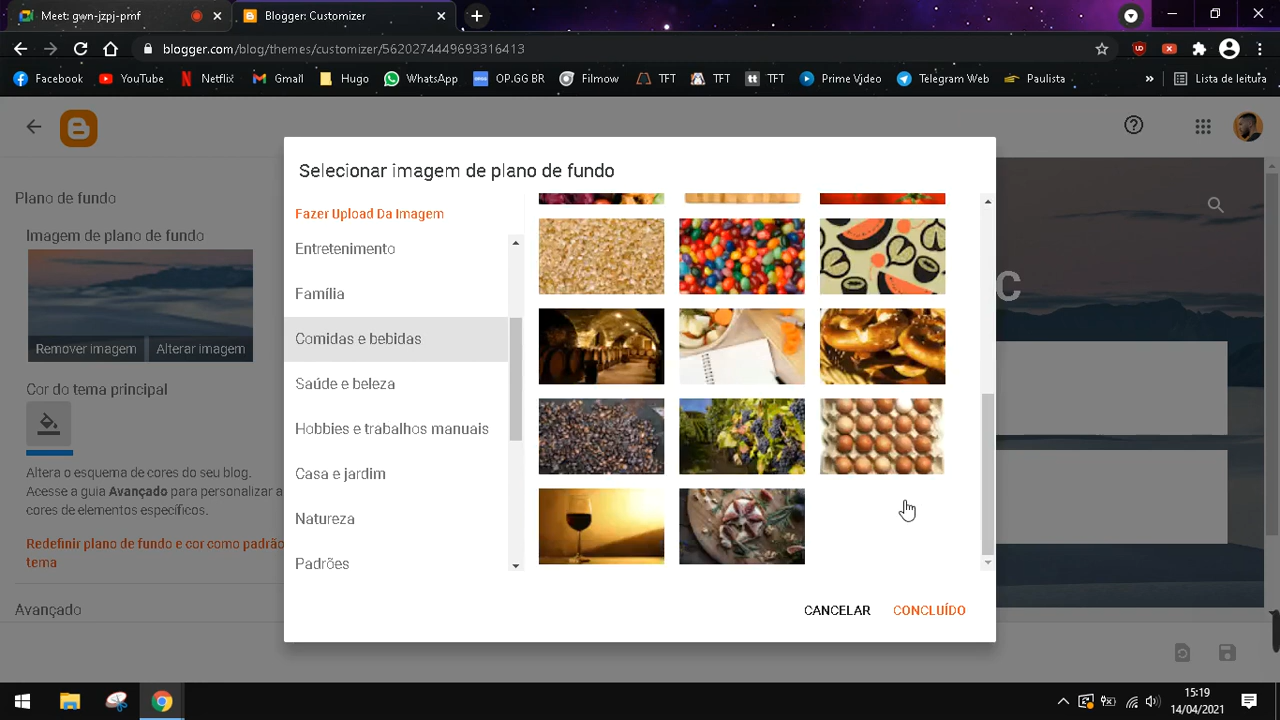 Meet: gwn-jzpj-pmf
Blogger: Customizer
blogger.com/blog/themes/customizer/5620274449693316413
Facebook
YouTube
Netflix
Gmail
Hugo
WhatsApp
OP.GG BR
Filmow
TFT
TFT
TFT
Prime Video
Telegram Web
Paulista
»
Lista de leitura
Plano de fundo
Imagem de plano de fundo
Remover imagem
Alterar imagem
Cor do tema principal
Altera o esquema de cores do seu blog.
Acesse a guia Avançado para personalizar a
cores de elementos específicos.
Redefinir plano de fundo e cor como padrão
tema
Avançado
Selecionar imagem de plano de fundo
Fazer Upload Da Imagem
Entretenimento
Família
Comidas e bebidas
Saúde e beleza
Hobbies e trabalhos manuais
Casa e jardim
Natureza
Padrões
CANCELAR
CONCLUÍDO
c
15:19
14/04/2021